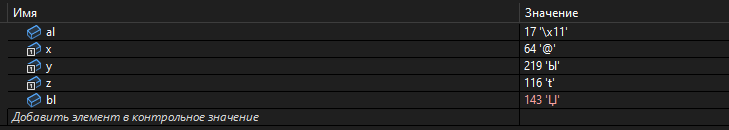 Имя Значение
al 17 '\x11'
x 64 '@'
y 219 'Ы'
z 116 't'
bl 143 'Џ'
Добавить элемент в контрольное значение